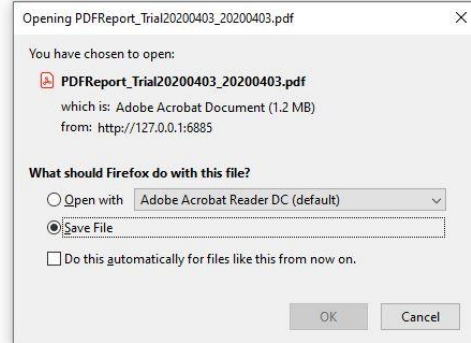 Opening PDFReport_Trial20200403_20200403.pdf
You have chosen to open:
PDFReport_Trial20200403_20200403.pdf
which is: Adobe Acrobat Document (1.2 MB)
from: http://127.0.0.1:6885
What should Firefox do with this file?
Open with Adobe Acrobat Reader DC (default)
Save File
Do this automatically for files like this from now on.
OK Cancel